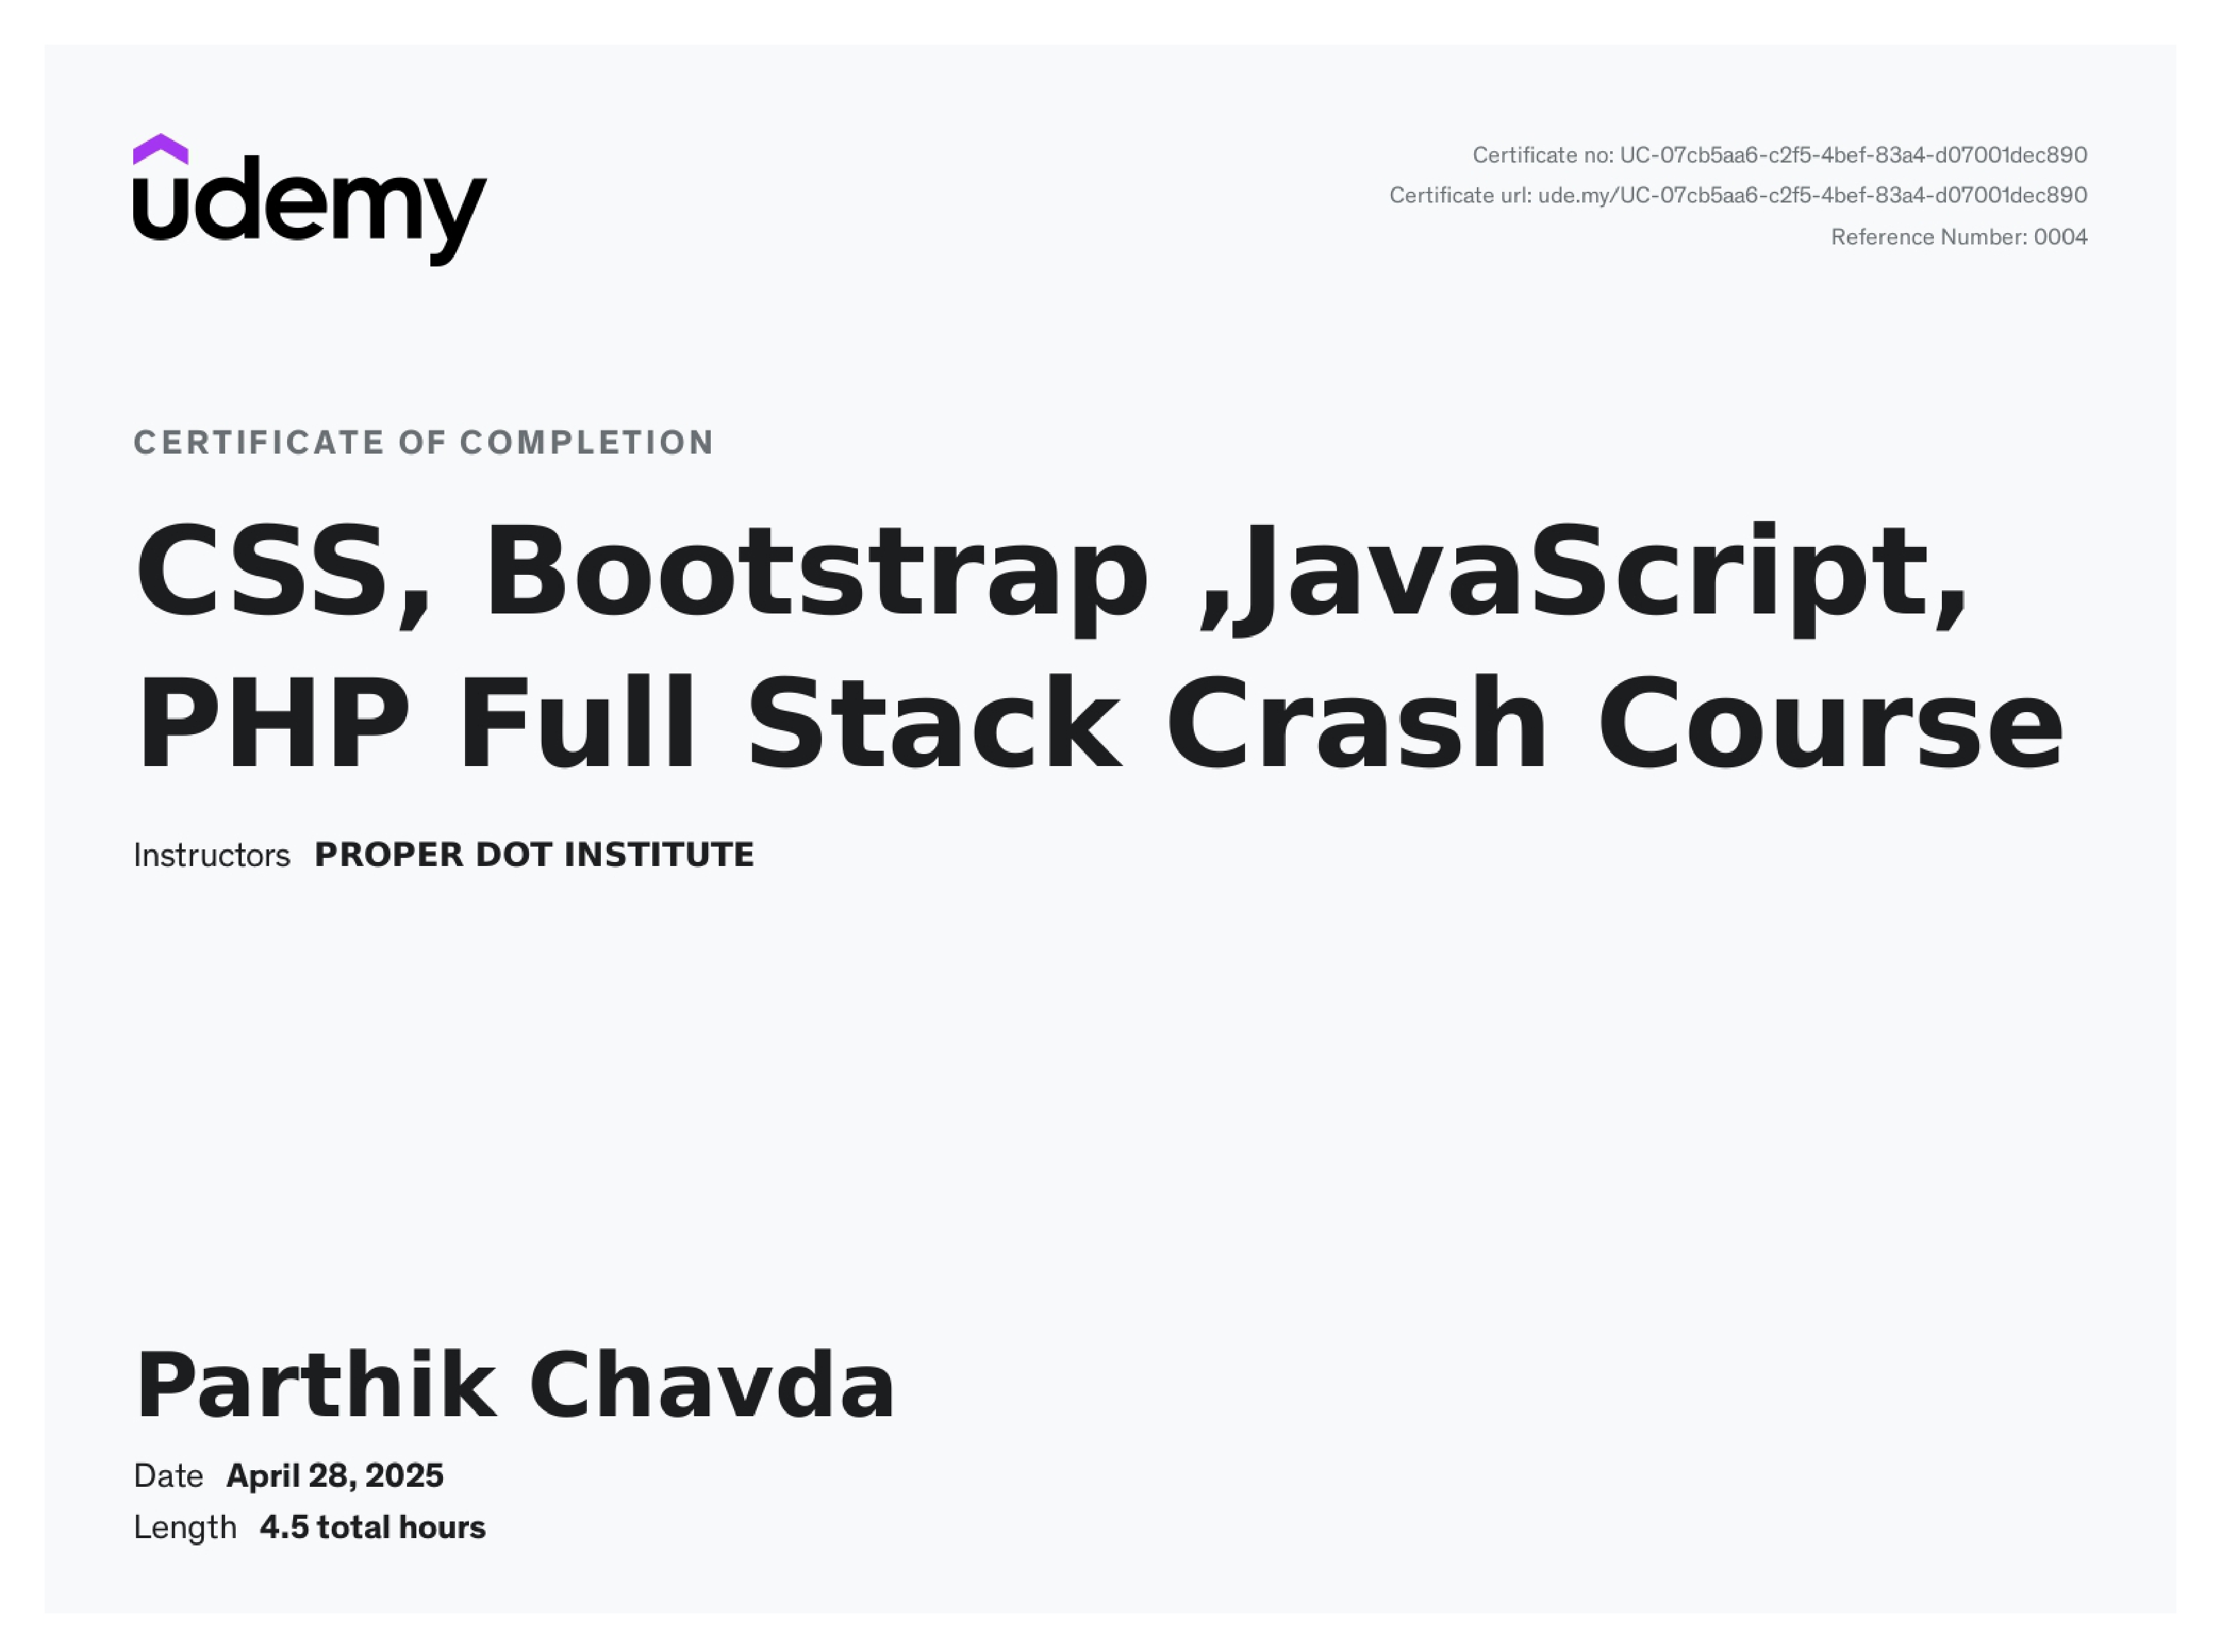 udemy
Certificate no: UC-07cb5aa6-c2f5-4bef-83a4-d07001dec890
Certificate url: ude.my/UC-07cb5aa6-c2f5-4bef-83a4-d07001dec890
Reference Number: 0004
CERTIFICATE OF COMPLETION
CSS, Bootstrap ,JavaScript,
PHP Full Stack Crash Course
Instructors PROPER DOT INSTITUTE
Parthik Chavda
Date April 28, 2025
Length 4.5 total hours